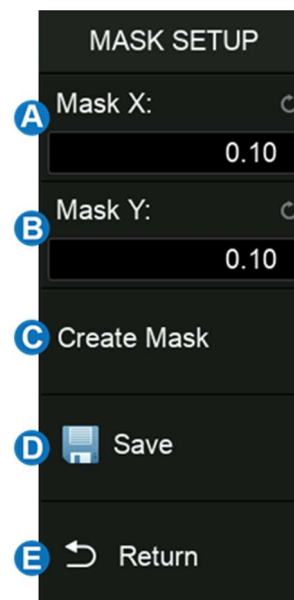 MASK SETUP
A Mask X:
0.10
B Mask Y:
0.10
C Create Mask
D Save
E Return